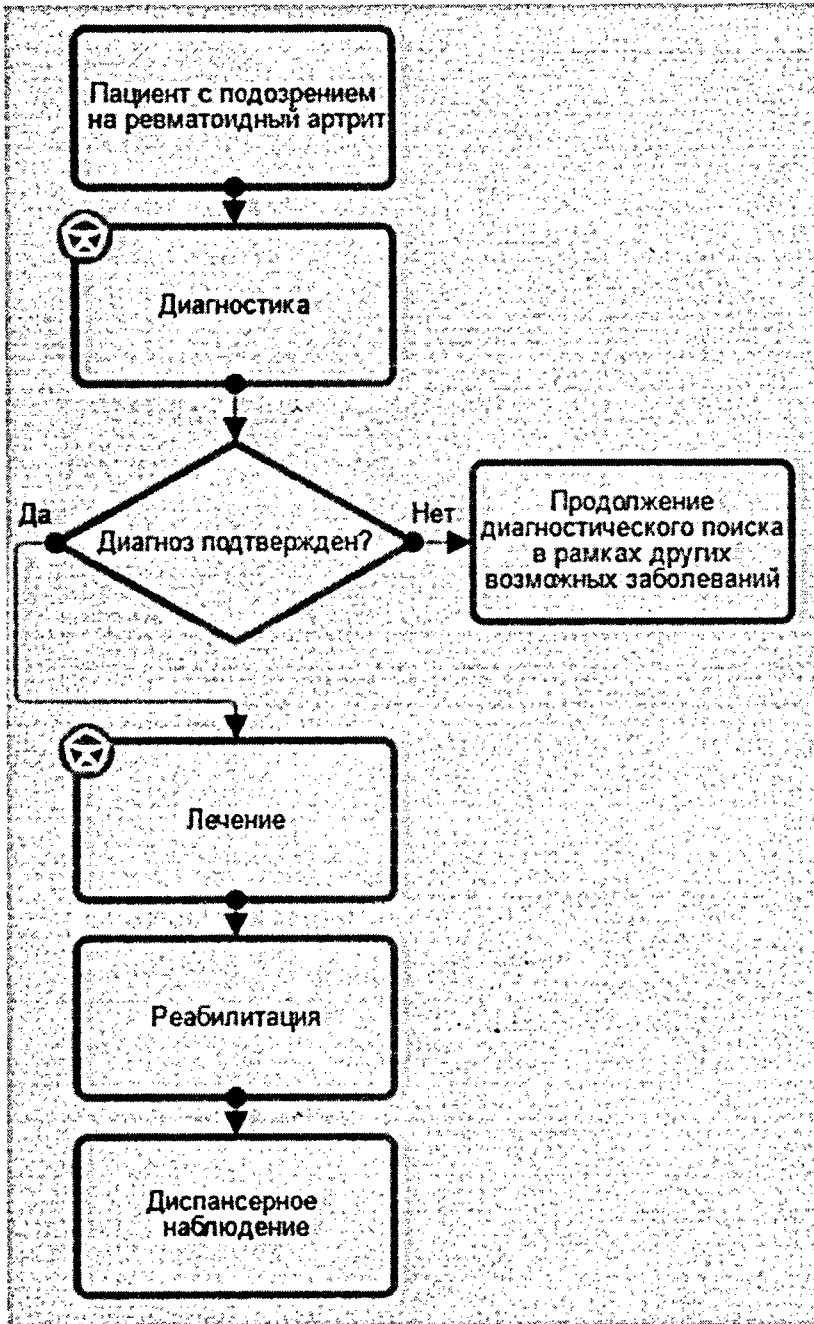 Пациент с подозрением
на ревматоидный артрит
Диагностика
Да
Диагноз подтвержден?
Нет
Продолжение
диагностического поиска
в рамках других
возможных заболеваний
Лечение
Реабилитация
Диспансерное
наблюдение